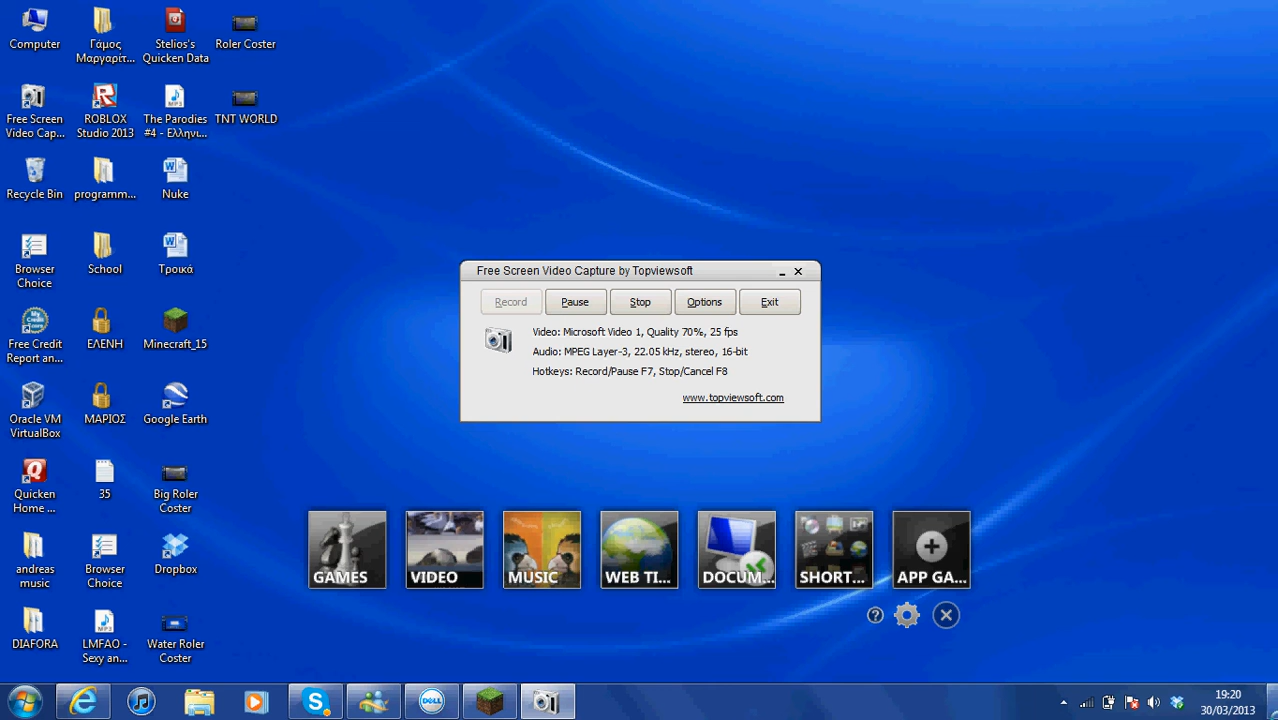 Computer
Γάμος
Μαργαρίτ...
Stelios's
Quicken Data
Roler Coster
Free Screen
Video Cap...
ROBLOX
Studio 2013
MP3
The Parodies
#4 - Ελληνι...
TNT WORLD
Recycle Bin
programm...
Nuke
Browser
Choice
School
Τροικά
Free Credit
Report an...
ΕΛΕΝΗ
Minecraft_15
Oracle VM
VirtualBox
ΜΑΡΙΟΣ
Google Earth
Quicken
Home ...
35
Big Roler
Coster
andreas
music
Browser
Choice
Dropbox
DIAFORA
MP3
LMFAO -
Sexy an...
Water Roler
Coster
Free Screen Video Capture by Topviewsoft
Record
Pause
Stop
Options
Exit
Video: Microsoft Video 1, Quality 70%, 25 fps
Audio: MPEG Layer-3, 22.05 kHz, stereo, 16-bit
Hotkeys: Record/Pause F7, Stop/Cancel F8
www.topviewsoft.com
GAMES
VIDEO
MUSIC
WEB TI...
DOCUM...
SHORT...
APP GA...
?
DELL
19:20
30/03/2013